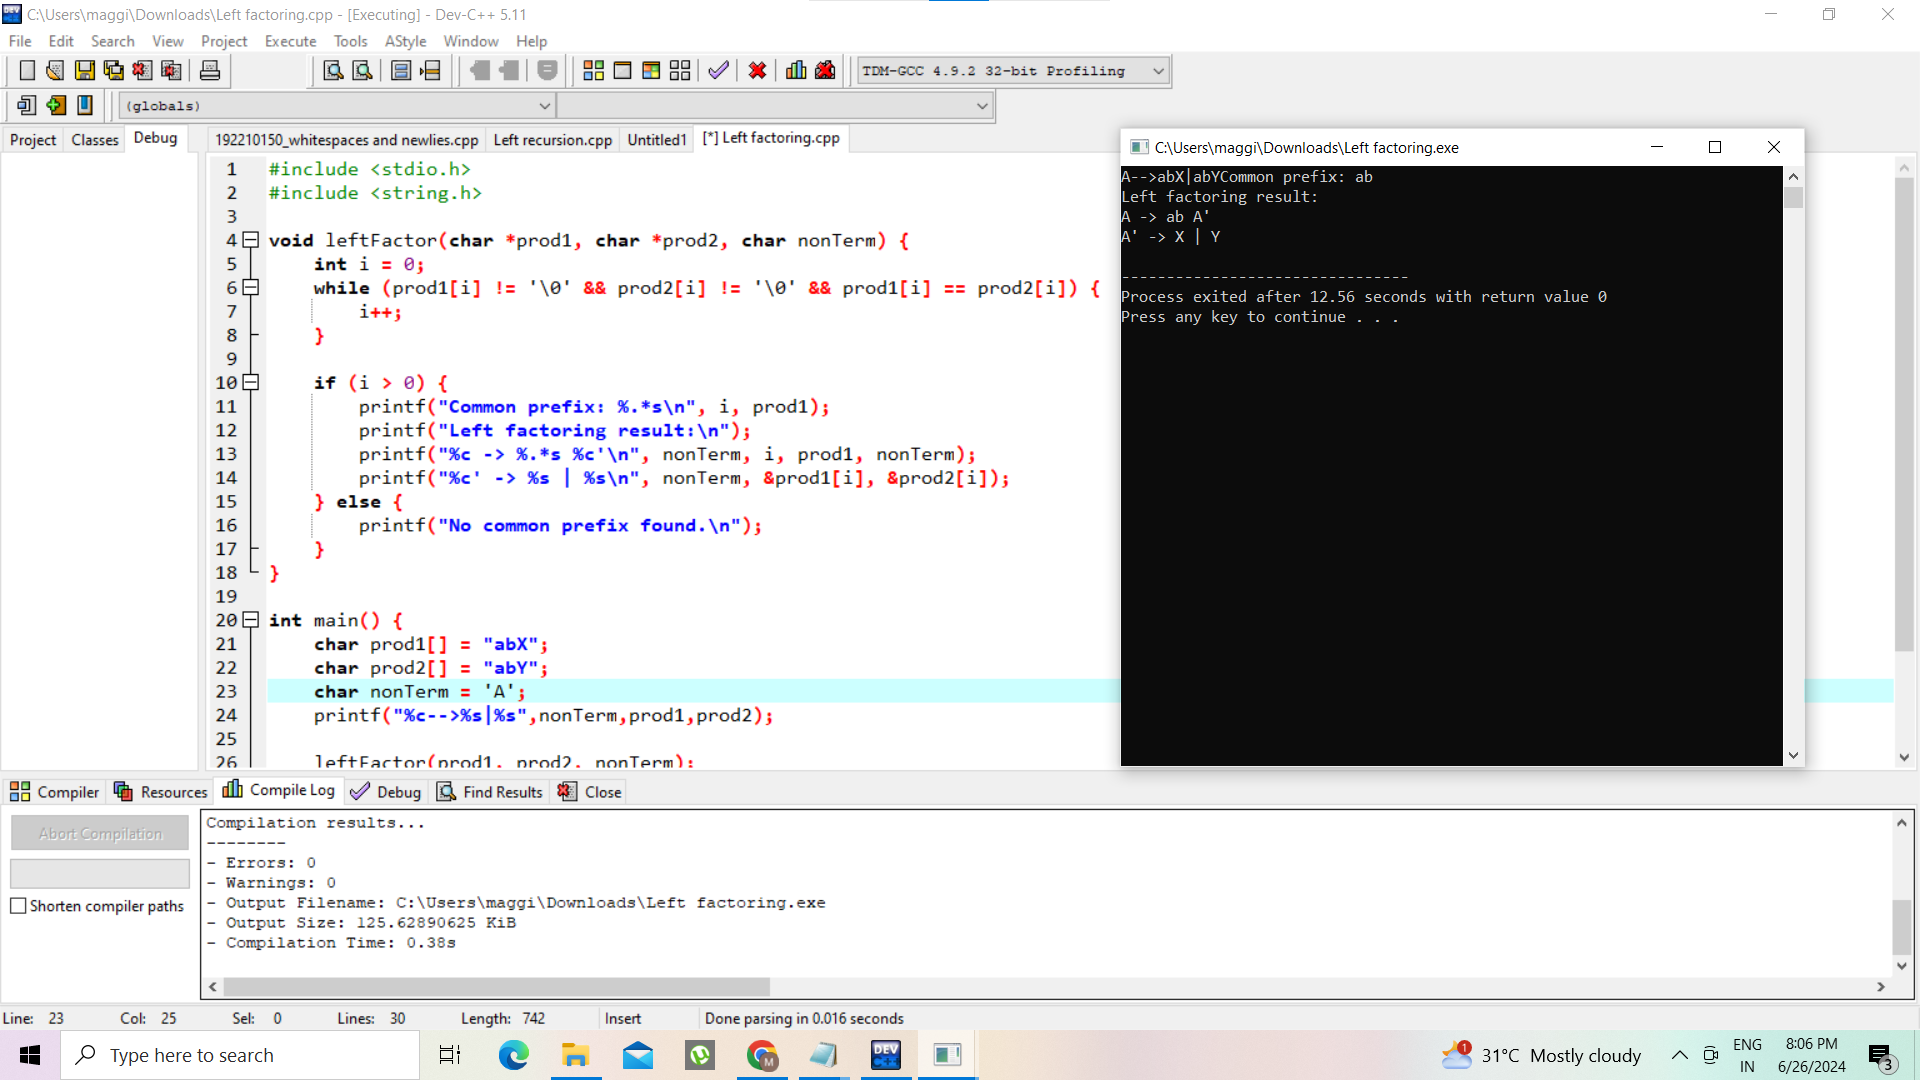 C:\Users\maggi\Downloads\Left factoring.cpp - [Executing] - Dev-C++ 5.11
File Edit Search View Project Execute Tools AStyle Window Help
TDM-GCC 4.9.2 32-bit Profiling
(globals)
Project Classes Debug
192210150_whitespaces and newlies.cpp Left recursion.cpp Untitled1 [*] Left factoring.cpp
1 #include <stdio.h>
2 #include <string.h>
3
4 void leftFactor(char *prod1, char *prod2, char nonTerm) {
5 int i = 0;
6 while (prod1[i] != '\0' && prod2[i] != '\0' && prod1[i] == prod2[i]) {
7 i++;
8 }
9
10 if (i > 0) {
11 printf("Common prefix: %.*s\n", i, prod1);
12 printf("Left factoring result:\n");
13 printf("%c -> %.*s %c'\n", nonTerm, i, prod1, nonTerm);
14 printf("%c' -> %s | %s\n", nonTerm, &prod1[i], &prod2[i]);
15 } else {
16 printf("No common prefix found.\n");
17 }
18 }
19
20 int main() {
21 char prod1[] = "abX";
22 char prod2[] = "abY";
23 char nonTerm = 'A';
24 printf("%c-->%s|%s",nonTerm,prod1,prod2);
25
26 leftFactor(prod1, prod2, nonTerm);
C:\Users\maggi\Downloads\Left factoring.exe
A-->abX|abYCommon prefix: ab
Left factoring result:
A -> ab A'
A' -> X | Y
--------------------------------
Process exited after 12.56 seconds with return value 0
Press any key to continue . . .
Compiler Resources Compile Log Debug Find Results Close
Abort Compilation
Shorten compiler paths
Compilation results...
--------
- Errors: 0
- Warnings: 0
- Output Filename: C:\Users\maggi\Downloads\Left factoring.exe
- Output Size: 125.62890625 KiB
- Compilation Time: 0.38s
Line: 23 Col: 25 Sel: 0 Lines: 30 Length: 742 Insert Done parsing in 0.016 seconds
Type here to search
DEV C++
M
1
31°C Mostly cloudy
ENG
IN
8:06 PM
6/26/2024
3